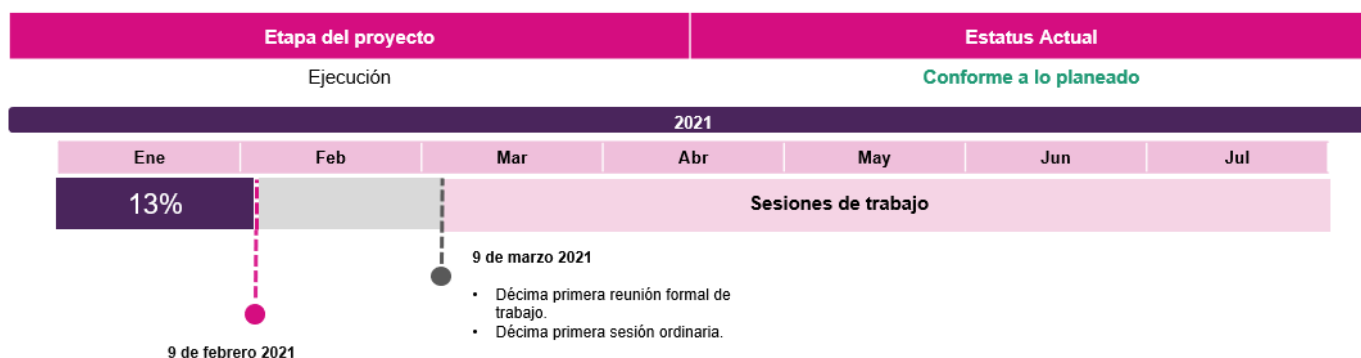 Etapa del proyecto Estatus Actual
Ejecución Conforme a lo planeado
2021
Ene Feb Mar Abr May Jun Jul
13% Sesiones de trabajo
9 de marzo 2021
• Décima primera reunión formal de
trabajo.
• Décima primera sesión ordinaria.
9 de febrero 2021